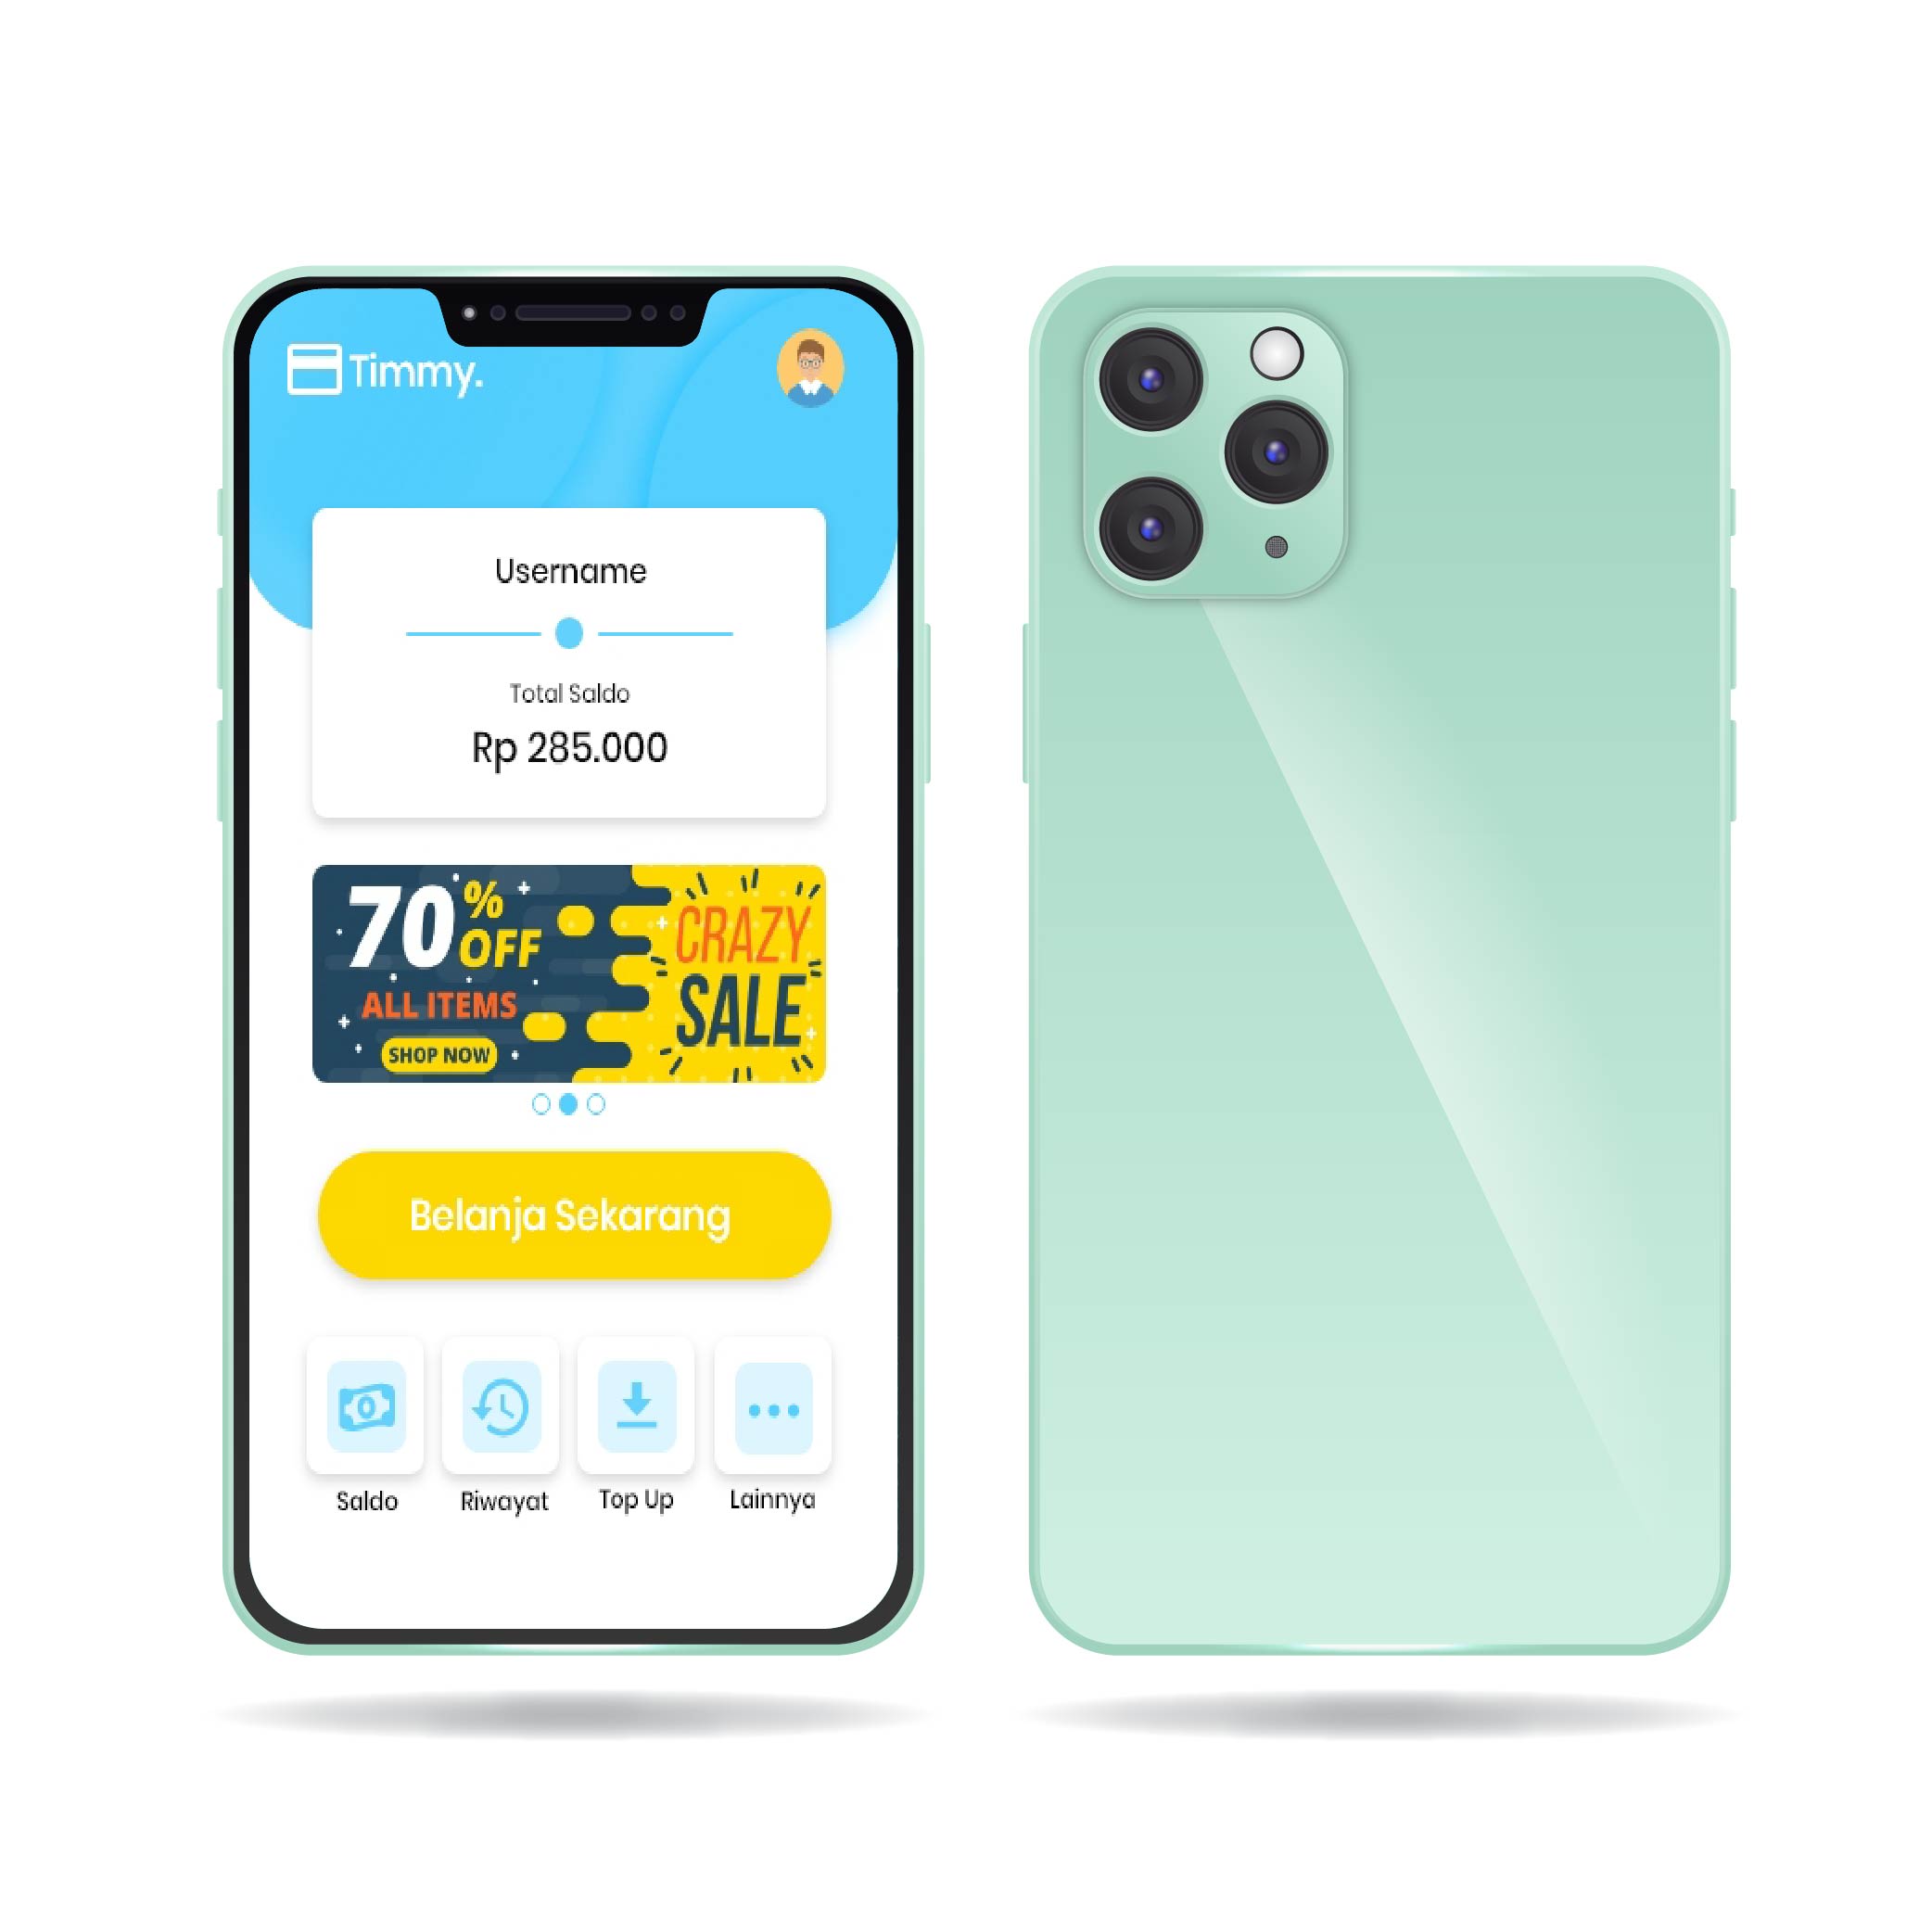 Timmy.
Username
Total Saldo
Rp 285.000
70%
OFF
ALL ITEMS
SHOP NOW
CRAZY
SALE
Belanja Sekarang
Saldo
Riwayat
Top Up
Lainnya